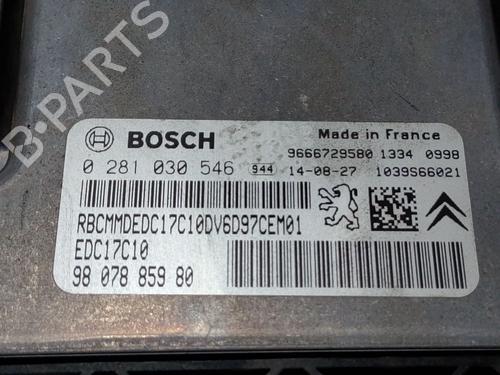 BOSCH
Made in France
9666729580 1334 0998
0 281 030 546 944 14-08-27 1039S66021
RBCMMDEDC17C10DV6D97CEM01
EDC17C10
98 078 859 80
B-PARTS